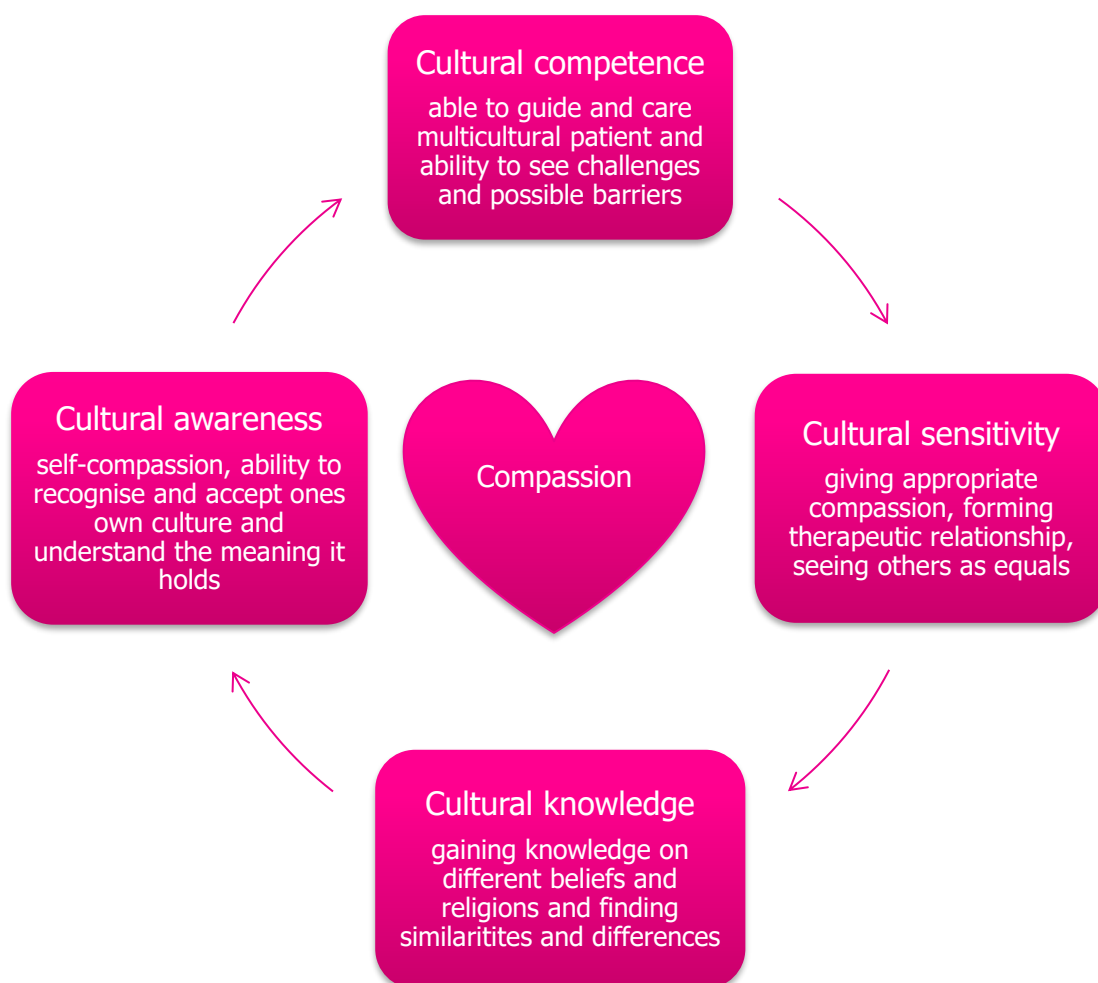 Cultural competence
able to guide and care
multicultural patient and
ability to see challenges
and possible barriers
Cultural awareness
self-compassion, ability to
recognise and accept ones
own culture and
understand the meaning it
holds
Compassion
Cultural sensitivity
giving appropriate
compassion, forming
therapeutic relationship,
seeing others as equals
Cultural knowledge
gaining knowledge on
different beliefs and
religions and finding
similaritites and differences